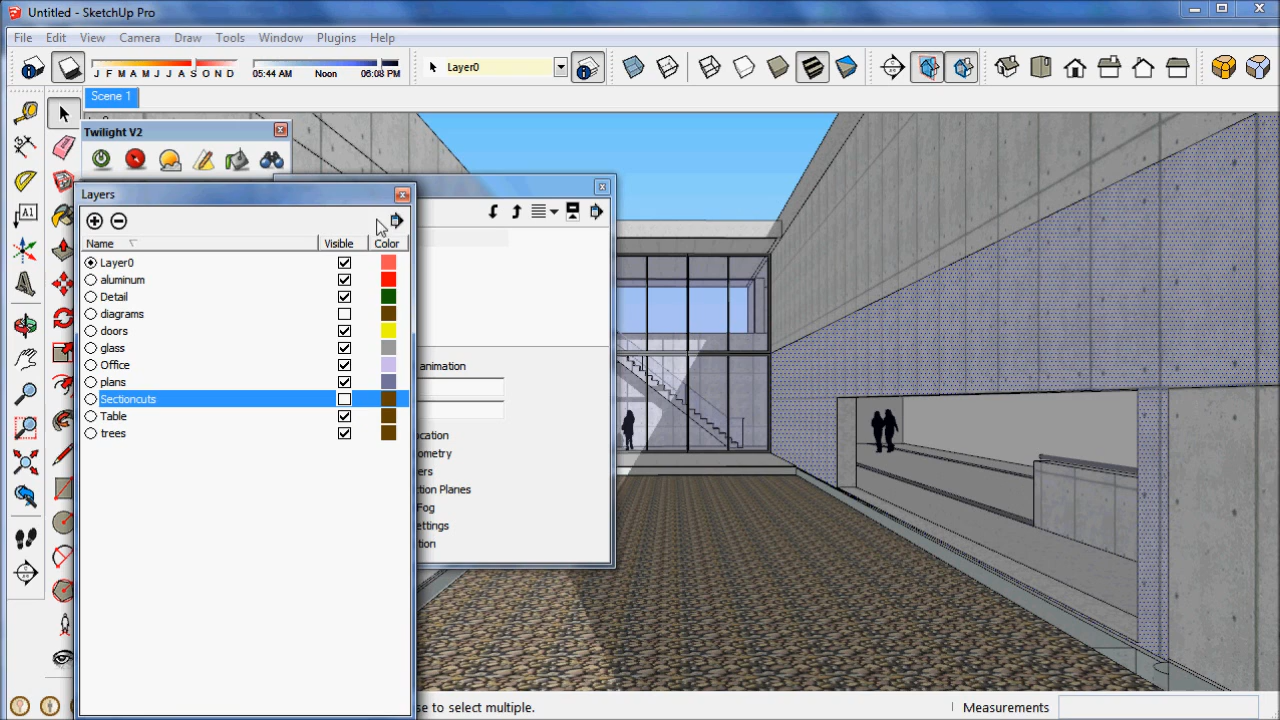 Untitled - SketchUp Pro
File Edit View Camera Draw Tools Window Plugins Help
J F M A M J J A S O N D
05:44 AM Noon 06:08 PM
Layer0
Scene 1
Twilight V2
A1
Layers
Name Visible Color
Layer0
aluminum
Detail
diagrams
doors
glass
Office
plans
Sectioncuts
Table
trees
animation
ocation
ometry
ers
tion Planes
Fog
ettings
tion
se to select multiple.
Measurements